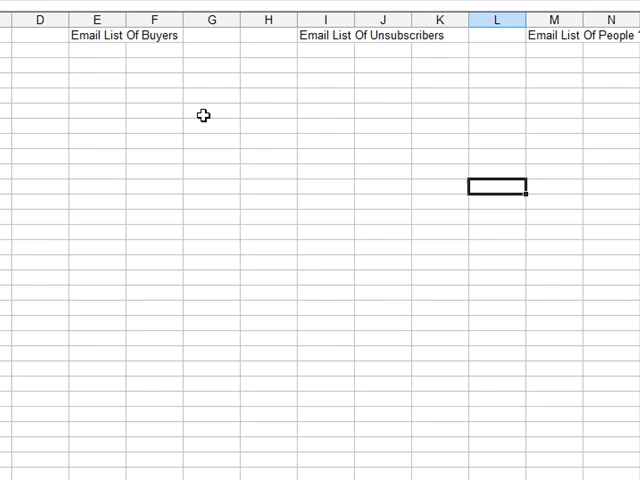 D E F G H I J K L M N
Email List Of Buyers Email List Of Unsubscribers Email List Of People